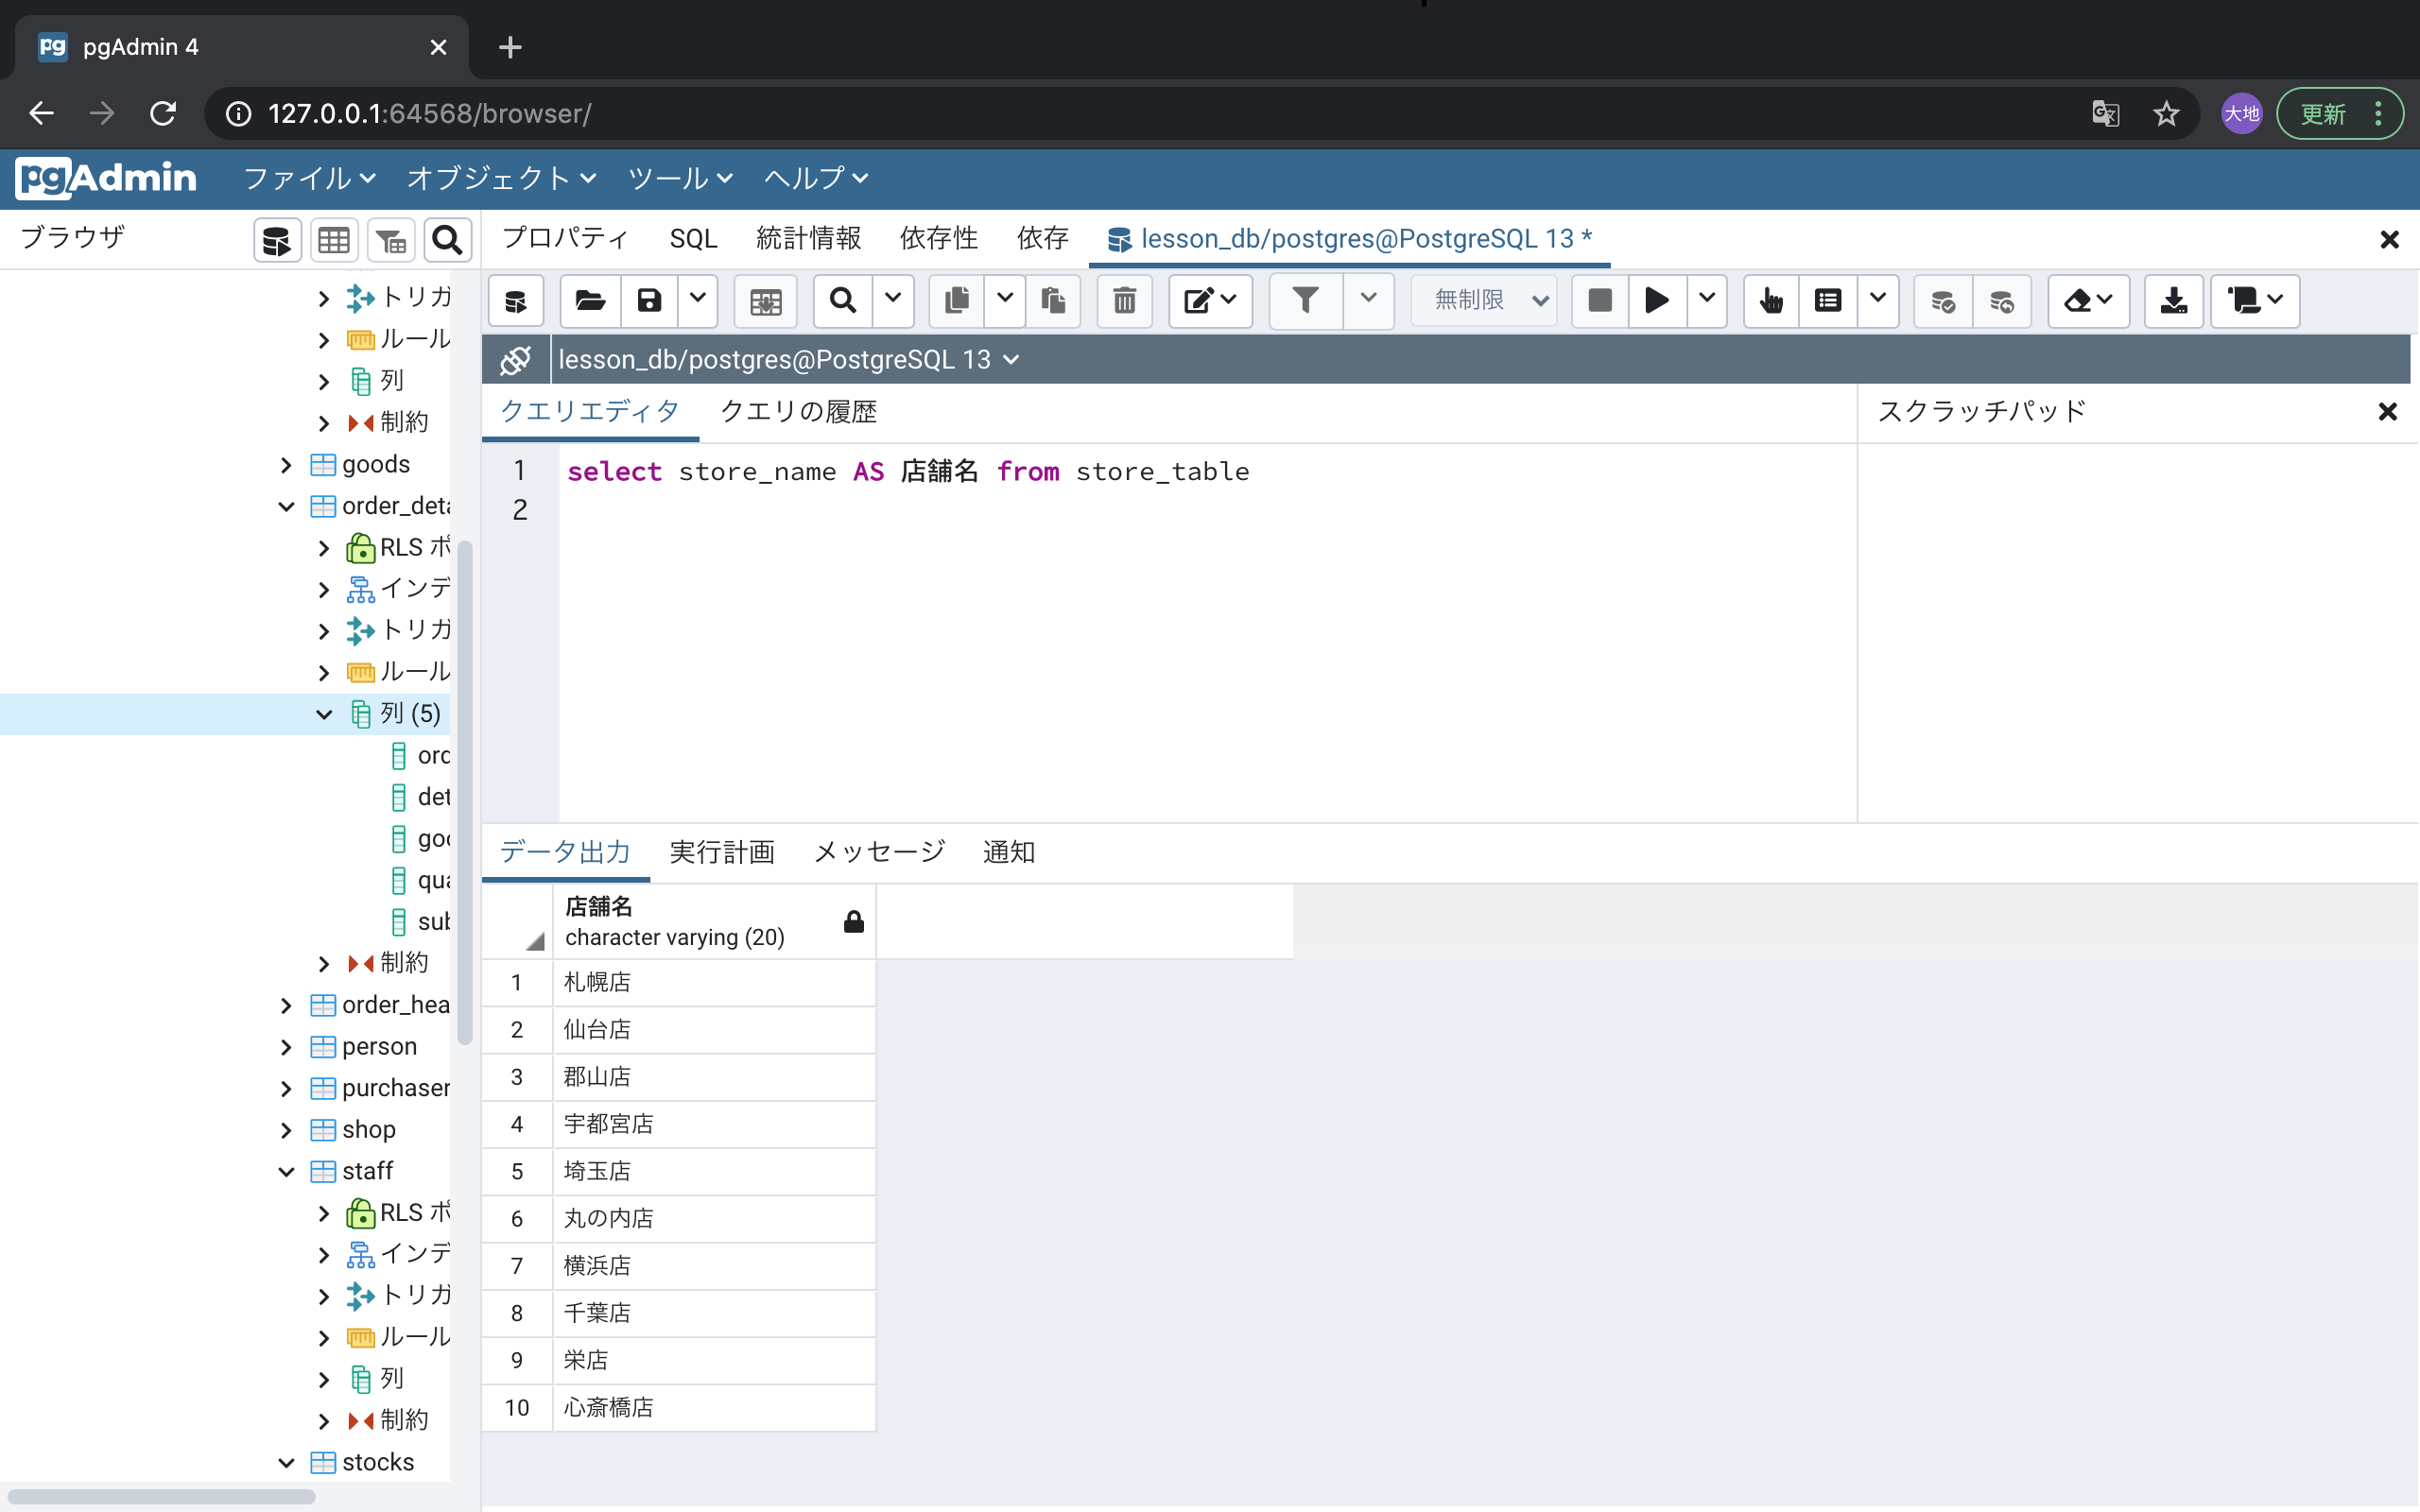 pgAdmin 4
127.0.0.1:64568/browser/
大地
更新
pgAdmin
ファイル
オブジェクト
ツール
ヘルプ
ブラウザ
プロパティ
SQL
統計情報
依存性
依存
lesson_db/postgres@PostgreSQL 13 *
無制限
lesson_db/postgres@PostgreSQL 13
クエリエディタ
クエリの履歴
スクラッチパッド
1 select store_name AS 店舗名 from store_table
2
トリガ
ルール
列
制約
goods
order_deta
RLS ポ
インデ
トリガ
ルール
列 (5)
ord
det
goo
qua
sub
制約
order_hea
person
purchaser
shop
staff
RLS ポ
インデ
トリガ
ルール
列
制約
stocks
データ出力
実行計画
メッセージ
通知
店舗名
character varying (20)
1 札幌店
2 仙台店
3 郡山店
4 宇都宮店
5 埼玉店
6 丸の内店
7 横浜店
8 千葉店
9 栄店
10 心斎橋店